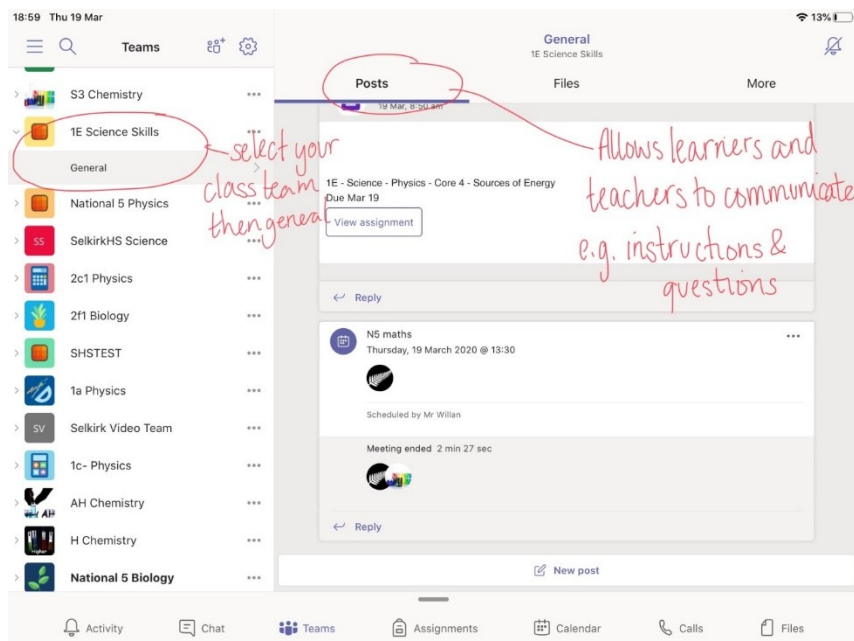 18:59 Thu 19 Mar
13%
Teams
General
1E Science Skills
Posts
Files
More
S3 Chemistry
1E Science Skills
General
National 5 Physics
SS
SelkirkHS Science
2c1 Physics
2f1 Biology
SHSTEST
1a Physics
SV
Selkirk Video Team
1c- Physics
AH
AH Chemistry
Higher
H Chemistry
National 5 Biology
select your
class team
then geneal
19 Mar, 8:50 am
1E - Science - Physics - Core 4 - Sources of Energy
Due Mar 19
View assignment
Reply
Allows learners and
teachers to communicate
e.g. instructions &
questions
N5 maths
Thursday, 19 March 2020 @ 13:30
Scheduled by Mr Willan
Meeting ended 2 min 27 sec
Reply
New post
Activity
Chat
Teams
Assignments
Calendar
Calls
Files